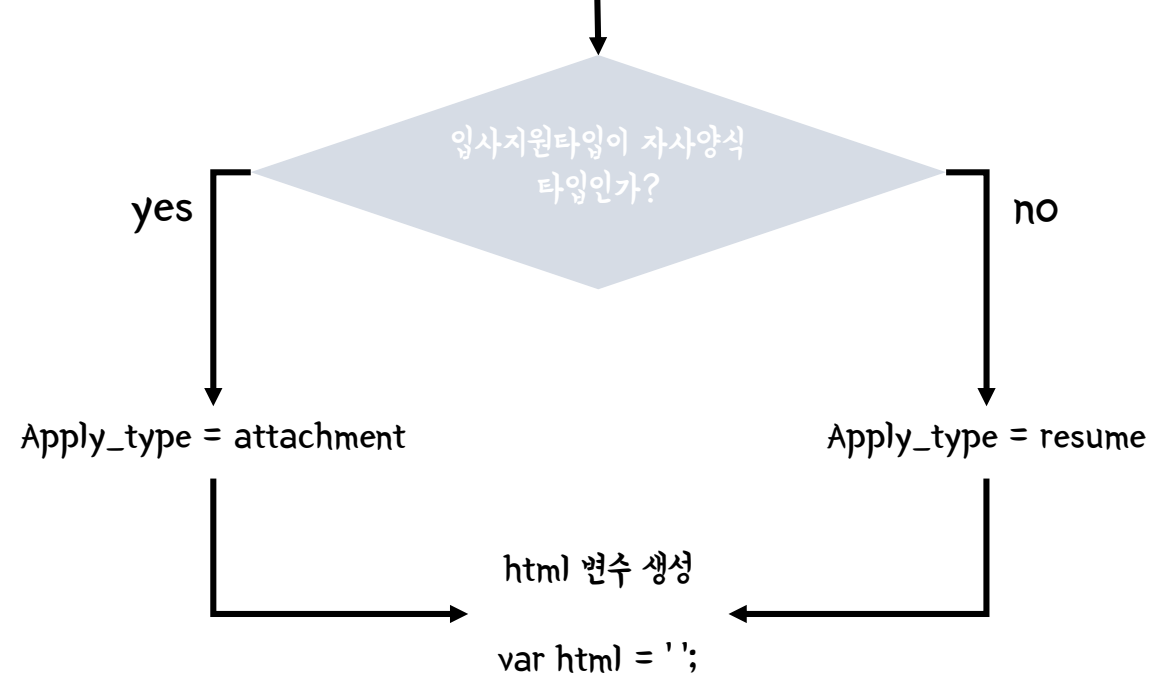 입사지원타입이 자사양식
타입인가?
yes
no
Apply_type = attachment
Apply_type = resume
html 변수 생성
var html = ' ';